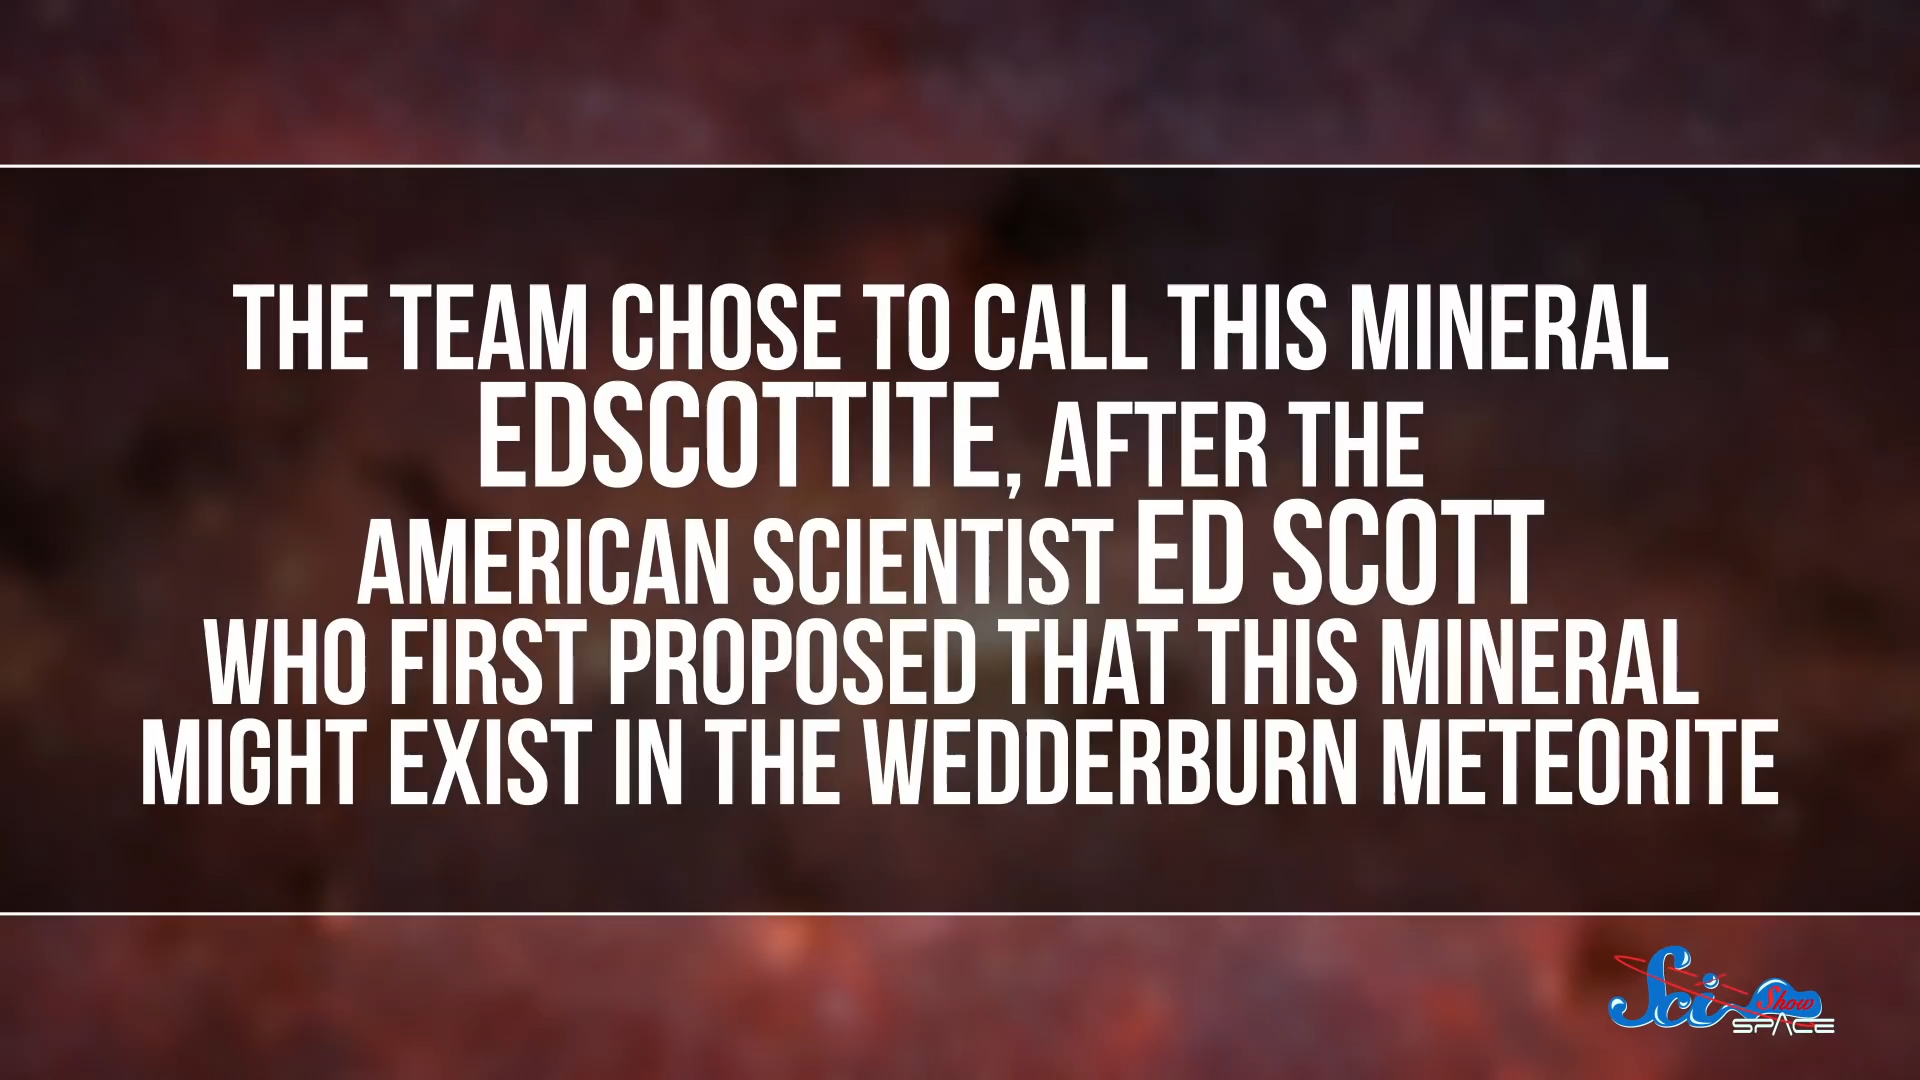 THE TEAM CHOSE TO CALL THIS MINERAL
EDSCOTTITE, AFTER THE
AMERICAN SCIENTIST ED SCOTT
WHO FIRST PROPOSED THAT THIS MINERAL
MIGHT EXIST IN THE WEDDERBURN METEORITE
Sci Show
SPACE